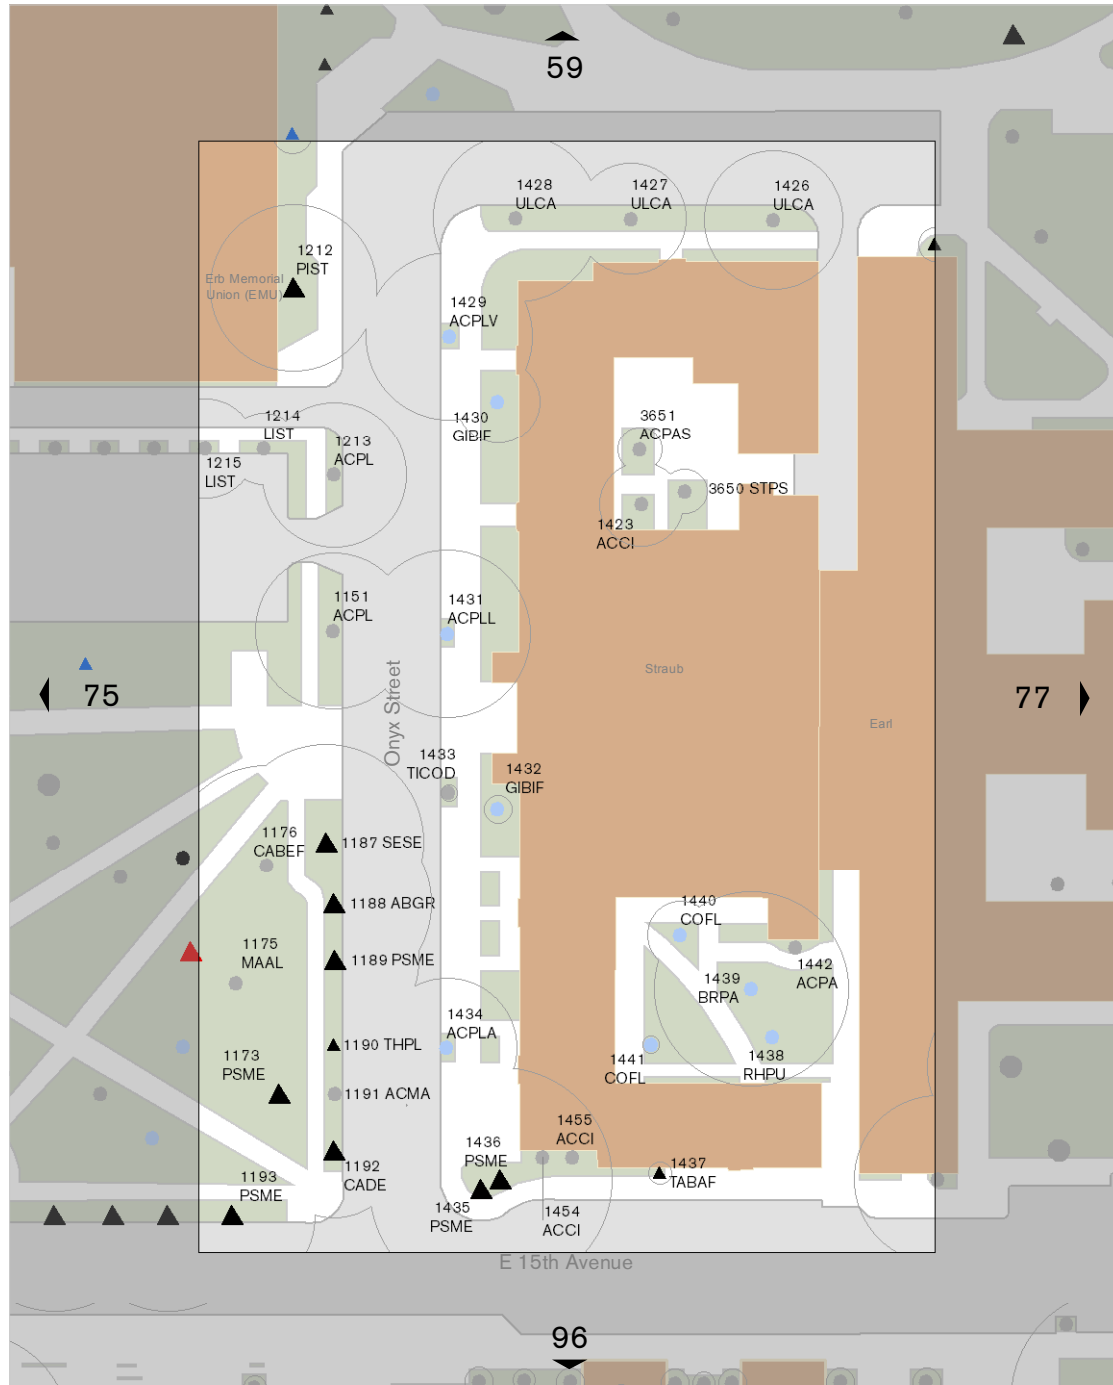 59
1428
ULCA
1427
ULCA
1426
ULCA
1212
PIST
Erb Memorial
Union (EMU)
1429
ACPLV
1430
GIBIF
1214
LIST
1213
ACPL
1215
LIST
3651
ACPAS
3650 STPS
1423
ACCI
1151
ACPL
1431
ACPLL
Onyx Street
Straub
75
77
Earl
1433
TICOD
1432
GIBIF
1176
CABEF
1187 SESE
1188 ABGR
1440
COFL
1175
MAAL
1189 PSME
1439
BRPA
1442
ACPA
1434
ACPLA
1190 THPL
1173
PSME
1441
COFL
1438
RHPU
1191 ACMA
1455
ACCI
1436
PSME
1437
TABAF
1192
CADE
1193
PSME
1435
PSME
1454
ACCI
E 15th Avenue
96